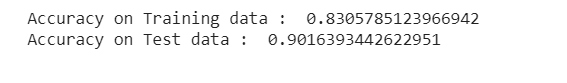 Accuracy on Training data :  0.8305785123966942
Accuracy on Test data :  0.9016393442622951